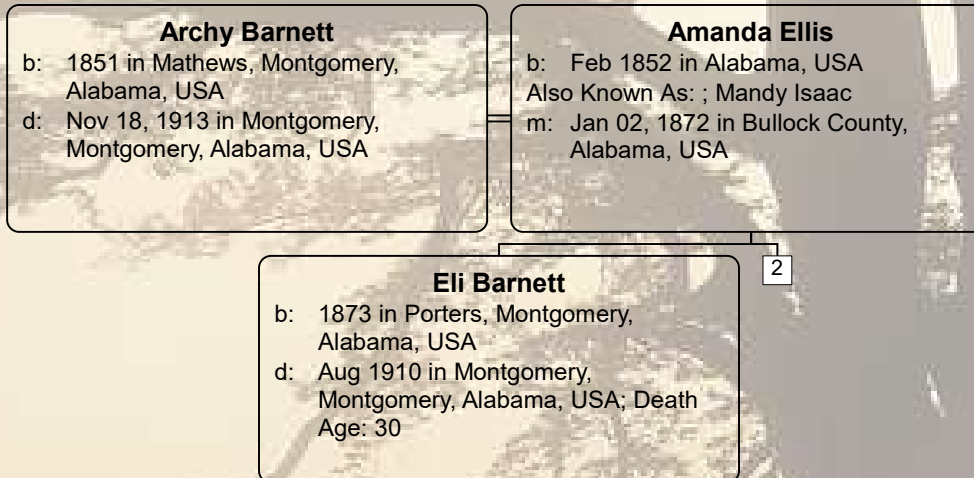 Archy Barnett
b: 1851 in Mathews, Montgomery,
Alabama, USA
d: Nov 18, 1913 in Montgomery,
Montgomery, Alabama, USA
Amanda Ellis
b: Feb 1852 in Alabama, USA
Also Known As: ; Mandy Isaac
m: Jan 02, 1872 in Bullock County,
Alabama, USA
2
Eli Barnett
b: 1873 in Porters, Montgomery,
Alabama, USA
d: Aug 1910 in Montgomery,
Montgomery, Alabama, USA; Death
Age: 30